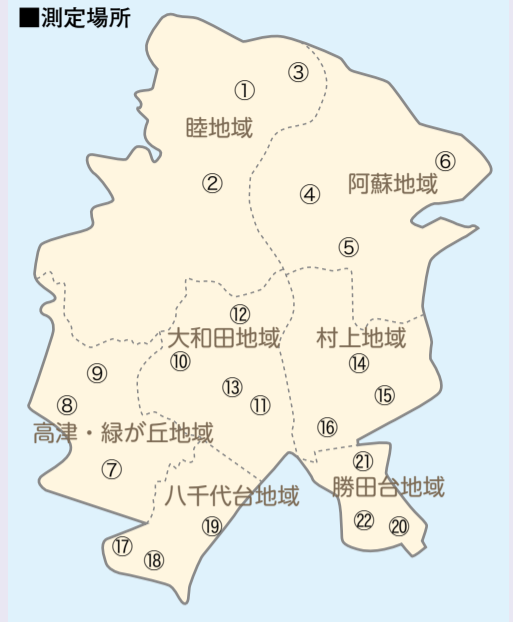 ■測定場所
③
①
睦地域
⑥
②
阿蘇地域
④
⑤
⑫
大和田地域
村上地域
⑩
⑭
⑨
⑬
⑮
⑧
⑪
高津・緑が丘地域
⑯
⑦
㉑
八千代台地域
勝田台地域
⑲
㉒
⑳
⑰
⑱